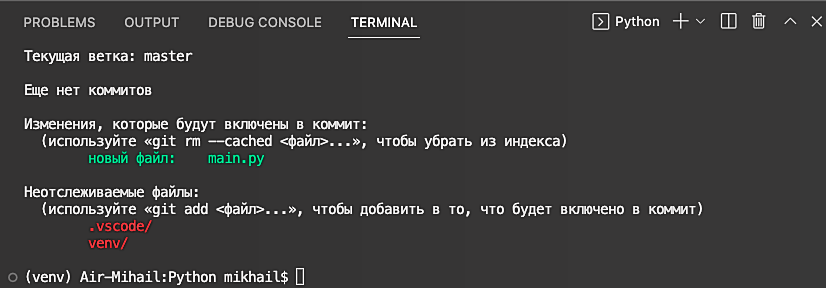 PROBLEMS OUTPUT DEBUG CONSOLE TERMINAL Python
Текущая ветка: master
Еще нет коммитов
Изменения, которые будут включены в коммит:
(используйте «git rm --cached <файл>...», чтобы убрать из индекса)
новый файл: main.py
Неотслеживаемые файлы:
(используйте «git add <файл>...», чтобы добавить в то, что будет включено в коммит)
.vscode/
venv/
(venv) Air-Mihail:Python mikhail$